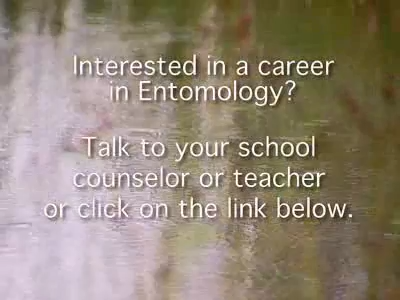 Interested in a career
in Entomology?
Talk to your school
counselor or teacher
or click on the link below.